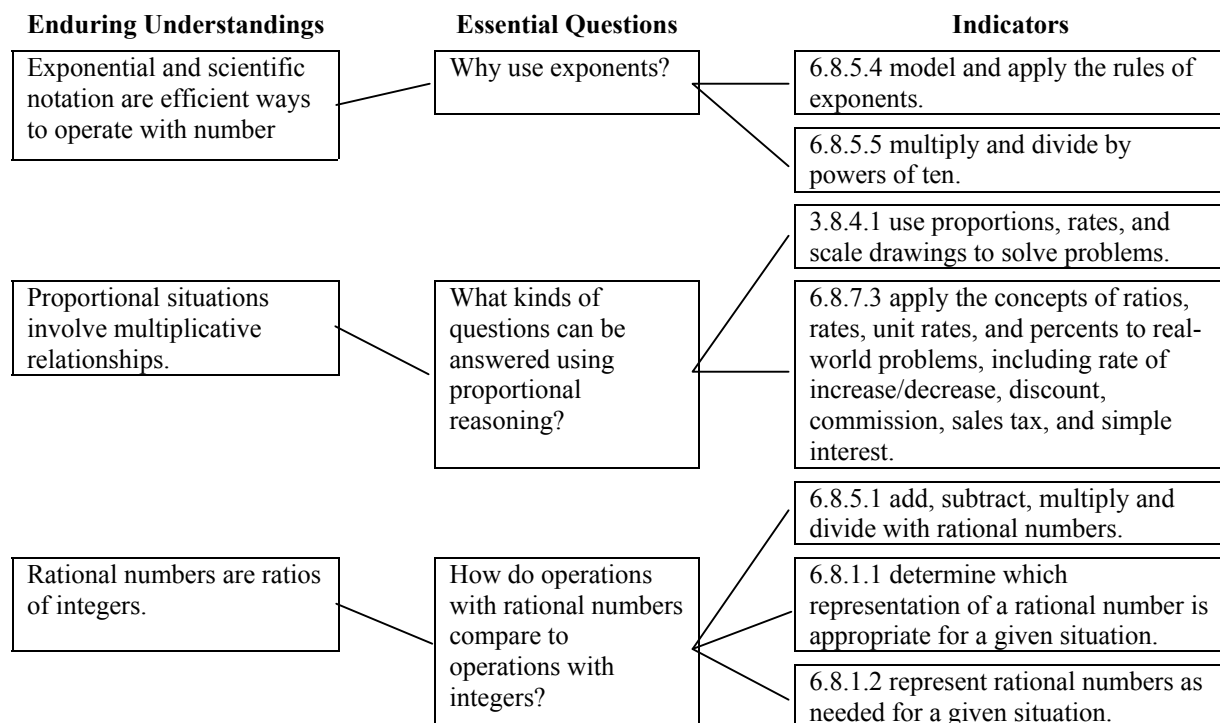 Enduring Understandings
Essential Questions
Indicators
Exponential and scientific
notation are efficient ways
to operate with number
Why use exponents?
6.8.5.4 model and apply the rules of
exponents.
6.8.5.5 multiply and divide by
powers of ten.
3.8.4.1 use proportions, rates, and
scale drawings to solve problems.
Proportional situations
involve multiplicative
relationships.
What kinds of
questions can be
answered using
proportional
reasoning?
6.8.7.3 apply the concepts of ratios,
rates, unit rates, and percents to real-
world problems, including rate of
increase/decrease, discount,
commission, sales tax, and simple
interest.
6.8.5.1 add, subtract, multiply and
divide with rational numbers.
Rational numbers are ratios
of integers.
How do operations
with rational numbers
compare to
operations with
integers?
6.8.1.1 determine which
representation of a rational number is
appropriate for a given situation.
6.8.1.2 represent rational numbers as
needed for a given situation.